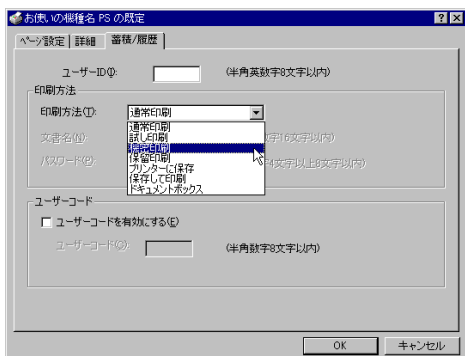 お使いの機種名 PS の既定
ページ設定
詳細
蓄積/履歴
ユーザーID(I):
(半角英数字8文字以内)
印刷方法
印刷方法(T):
通常印刷
通常印刷
試し印刷
機密印刷
保留印刷
プリンターに保存
保存して印刷
ドキュメントボックス
文書名(N):
数字16文字以内)
パスワード(P):
4文字以上8文字以内)
ユーザーコード
ユーザーコードを有効にする(E)
ユーザーコード(C):
(半角数字8文字以内)
OK
キャンセル